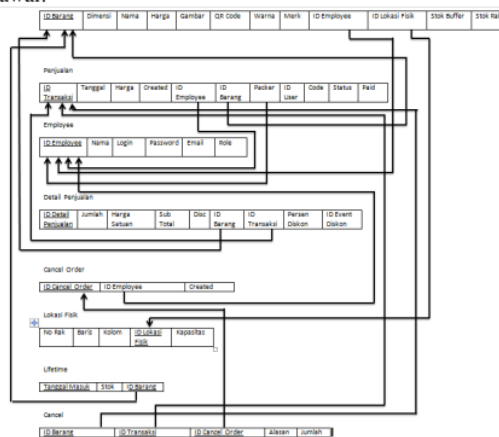 ID Barang Dimensi Nama Harga Gambar QR Code Warna Merk ID Employee ID Lokasi Fisik Stok Buffer Stok Rak
Penjualan
ID Transaksi Tanggal Harga Created ID Employee ID Barang Packer ID User Code Status Paid
Employee
ID Employee Nama Login Password Email Role
Detail Penjualan
ID Detail Penjualan Jumlah Harga Satuan Sub Total Disc ID Barang ID Transaksi Persen Diskon ID Event Diskon
Cancel Order
ID Cancel Order ID Employee Created
Lokasi Fisik
No Rak Baris Kolom ID Lokasi Fisik Kapasitas
Lifetime
Tanggal Masuk Stok ID Barang
Cancel
ID Barang ID Transaksi ID Cancel Order Alasan Jumlah